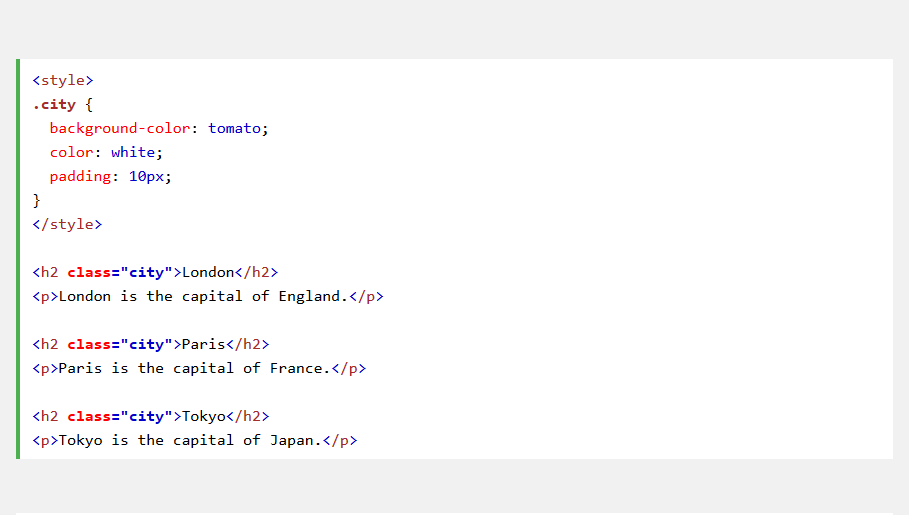 <style>
.city {
  background-color: tomato;
  color: white;
  padding: 10px;
}
</style>

<h2 class="city">London</h2>
<p>London is the capital of England.</p>

<h2 class="city">Paris</h2>
<p>Paris is the capital of France.</p>

<h2 class="city">Tokyo</h2>
<p>Tokyo is the capital of Japan.</p>